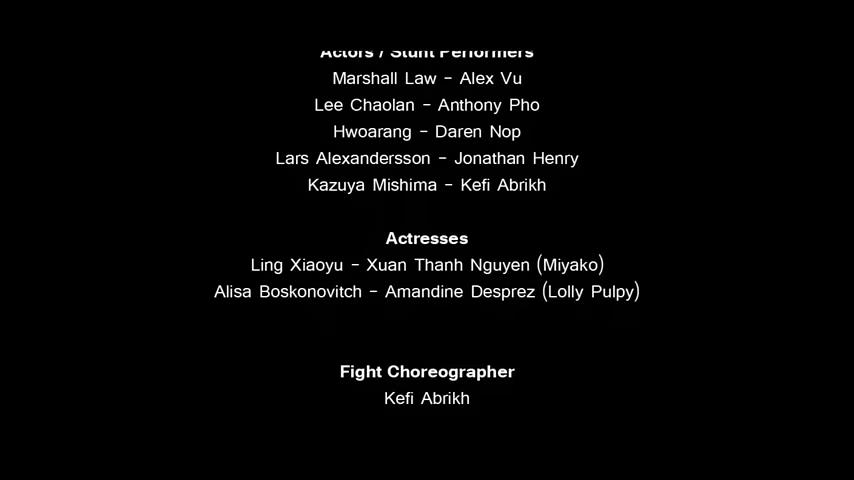 Actors / Stunt Performers
Marshall Law - Alex Vu
Lee Chaolan - Anthony Pho
Hwoarang - Daren Nop
Lars Alexandersson - Jonathan Henry
Kazuya Mishima - Kefi Abrikh
Actresses
Ling Xiaoyu - Xuan Thanh Nguyen (Miyako)
Alisa Boskonovitch - Amandine Desprez (Lolly Pulpy)
Fight Choreographer
Kefi Abrikh